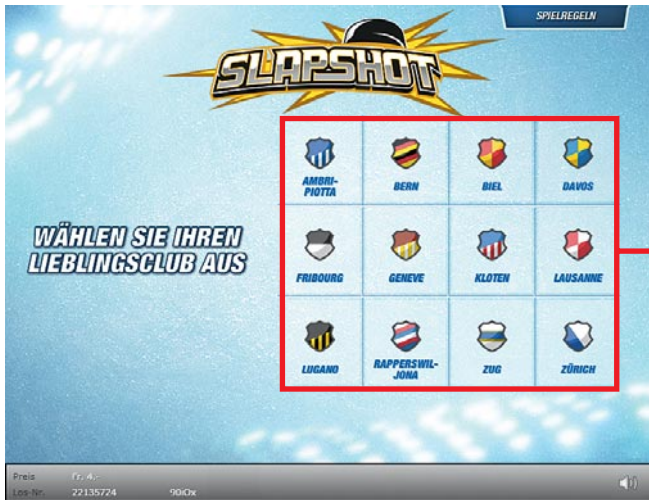 SPIELREGELN
SLAPSHOT
AMBRI-
PIOTTA
BERN
BIEL
DAVOS
WÄHLEN SIE IHREN
LIEBLINGSCLUB AUS
FRIBOURG
GENEVE
KLOTEN
LAUSANNE
LUGANO
RAPPERSWIL-
JONA
ZUG
ZÜRICH
Preis Fr. 4.-
Los-Nr. 22135724 90iOx